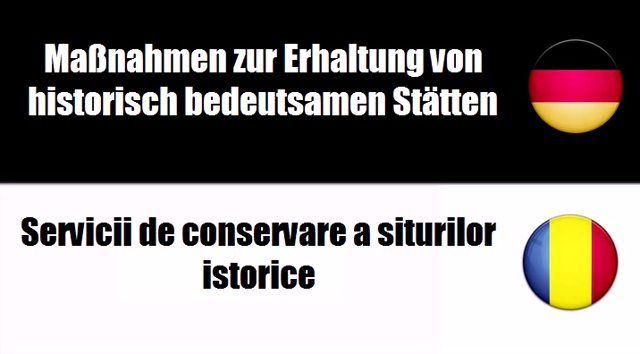 Maßnahmen zur Erhaltung von
historisch bedeutsamen Stätten
Servicii de conservare a siturilor
istorice